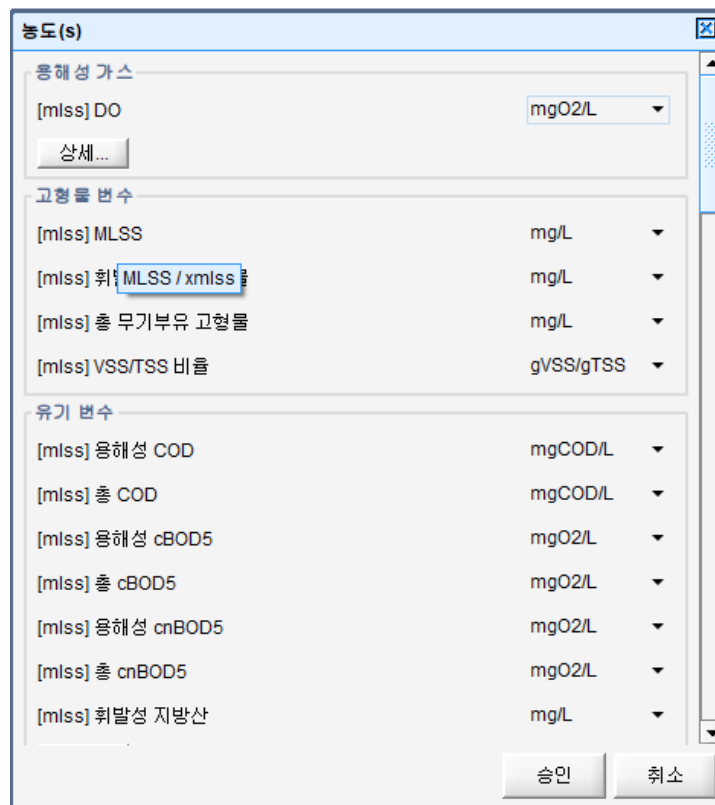 농도(s)
용해성 가스
[mlss] DO mgO2/L
상세...
고형물 변수
[mlss] MLSS mg/L
[mlss] MLSS / xmlss mg/L
[mlss] 총 무기부유 고형물 mg/L
[mlss] VSS/TSS 비율 gVSS/gTSS
유기 변수
[mlss] 용해성 COD mgCOD/L
[mlss] 총 COD mgCOD/L
[mlss] 용해성 cBOD5 mgO2/L
[mlss] 총 cBOD5 mgO2/L
[mlss] 용해성 cnBOD5 mgO2/L
[mlss] 총 cnBOD5 mgO2/L
[mlss] 휘발성 지방산 mg/L
승인 취소